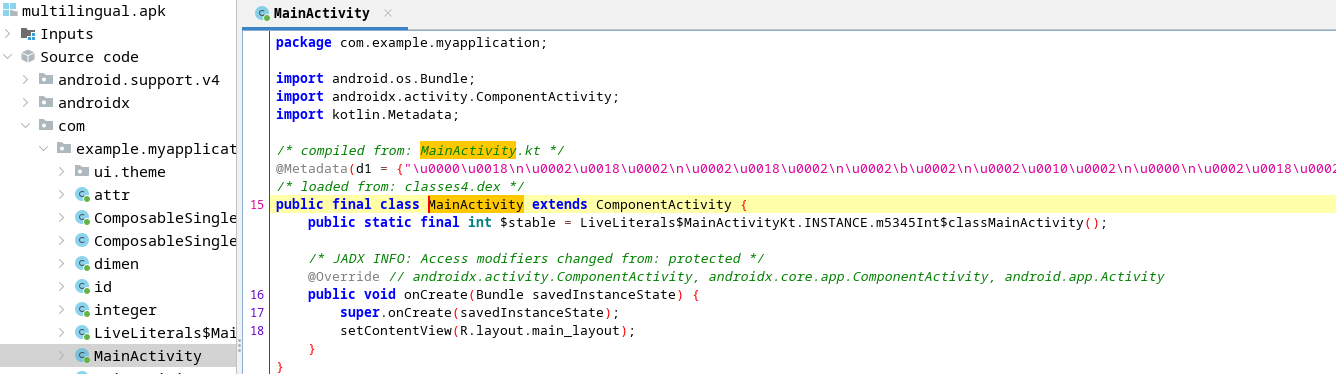 multilingual.apk
Inputs
Source code
android.support.v4
androidx
com
example.myapplicat
ui.theme
attr
ComposableSingle
ComposableSingle
dimen
id
integer
LiveLiterals$Mai
MainActivity
MainActivity
package com.example.myapplication;
import android.os.Bundle;
import androidx.activity.ComponentActivity;
import kotlin.Metadata;
/* compiled from: MainActivity.kt */
@Metadata(d1 = {"\u0000\u0018\n\u0002\u0018\u0002\n\u0002\u0018\u0002\n\u0002\b\u0002\n\u0002\u0010\u0002\n\u0000\n\u0002\u0018\u0002
/* loaded from: classes4.dex */
15 public final class MainActivity extends ComponentActivity {
public static final int $stable = LiveLiterals$MainActivityKt.INSTANCE.m5345Int$classMainActivity();
/* JADX INFO: Access modifiers changed from: protected */
@Override // androidx.activity.ComponentActivity, androidx.core.app.ComponentActivity, android.app.Activity
16 public void onCreate(Bundle savedInstanceState) {
17 super.onCreate(savedInstanceState);
18 setContentView(R.layout.main_layout);
}
}